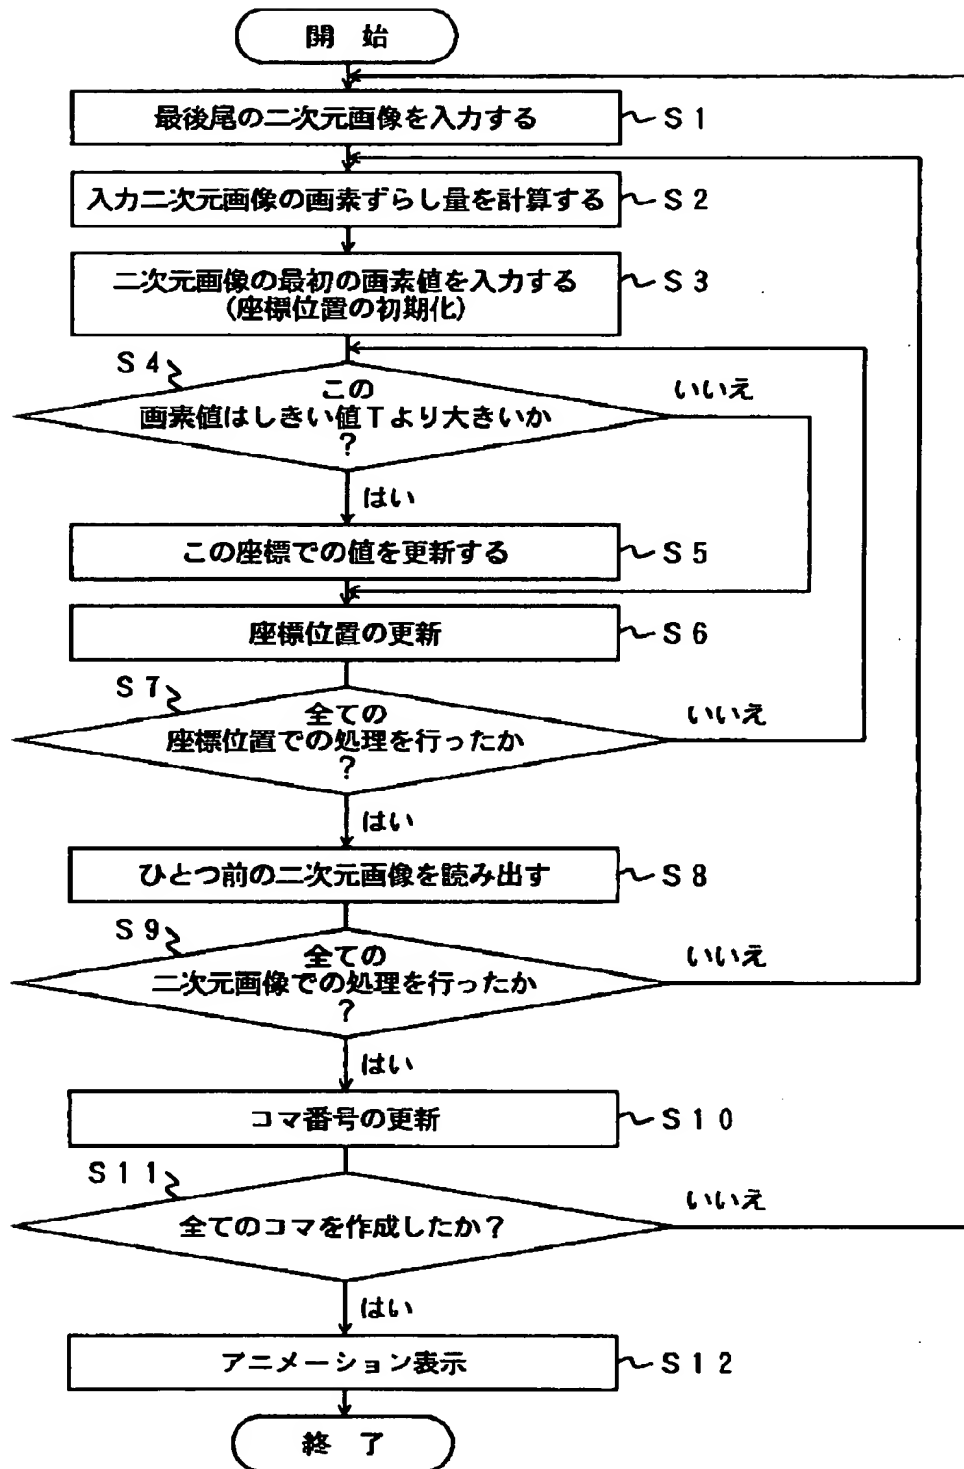 開 始
最後尾の二次元画像を入力する
S1
入力二次元画像の画素ずらし量を計算する
S2
二次元画像の最初の画素値を入力する
(座標位置の初期化)
S3
S4
この
画素値はしきい値Tより大きいか
?
いいえ
はい
この座標での値を更新する
S5
座標位置の更新
S6
S7
全ての
座標位置での処理を行ったか
?
いいえ
はい
ひとつ前の二次元画像を読み出す
S8
S9
全ての
二次元画像での処理を行ったか
?
いいえ
はい
コマ番号の更新
S10
S11
全てのコマを作成したか?
いいえ
はい
アニメーション表示
S12
終 了